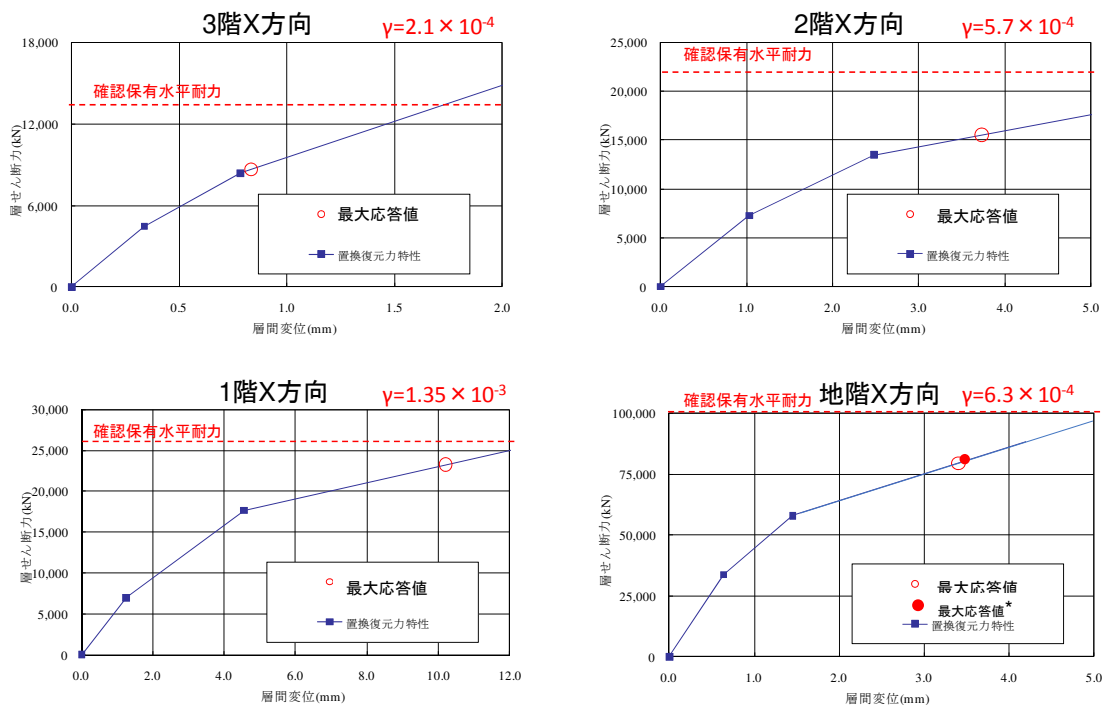 3階X方向
γ=2.1×10-4
18,000
確認保有水平耐力
12,000
6,000
0
層せん断力(kN)
最大応答値
置換復元力特性
0.0 0.5 1.0 1.5 2.0
層間変位(mm)
2階X方向
γ=5.7×10-4
25,000
確認保有水平耐力
20,000
15,000
10,000
5,000
0
層せん断力(kN)
最大応答値
置換復元力特性
0.0 1.0 2.0 3.0 4.0 5.0
層間変位(mm)
1階X方向
γ=1.35×10-3
30,000
確認保有水平耐力
25,000
20,000
15,000
10,000
5,000
0
層せん断力(kN)
最大応答値
置換復元力特性
0.0 2.0 4.0 6.0 8.0 10.0 12.0
層間変位(mm)
地階X方向
γ=6.3×10-4
確認保有水平耐力
100,000
75,000
50,000
25,000
0
層せん断力(kN)
最大応答値
最大応答値*
置換復元力特性
0.0 1.0 2.0 3.0 4.0 5.0
層間変位(mm)